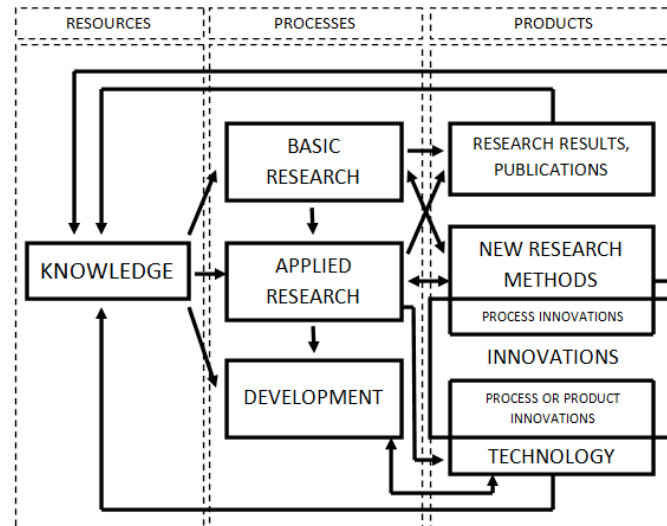 RESOURCES
PROCESSES
PRODUCTS
BASIC
RESEARCH
RESEARCH RESULTS,
PUBLICATIONS
KNOWLEDGE
APPLIED
RESEARCH
NEW RESEARCH
METHODS
PROCESS INNOVATIONS
INNOVATIONS
DEVELOPMENT
PROCESS OR PRODUCT
INNOVATIONS
TECHNOLOGY